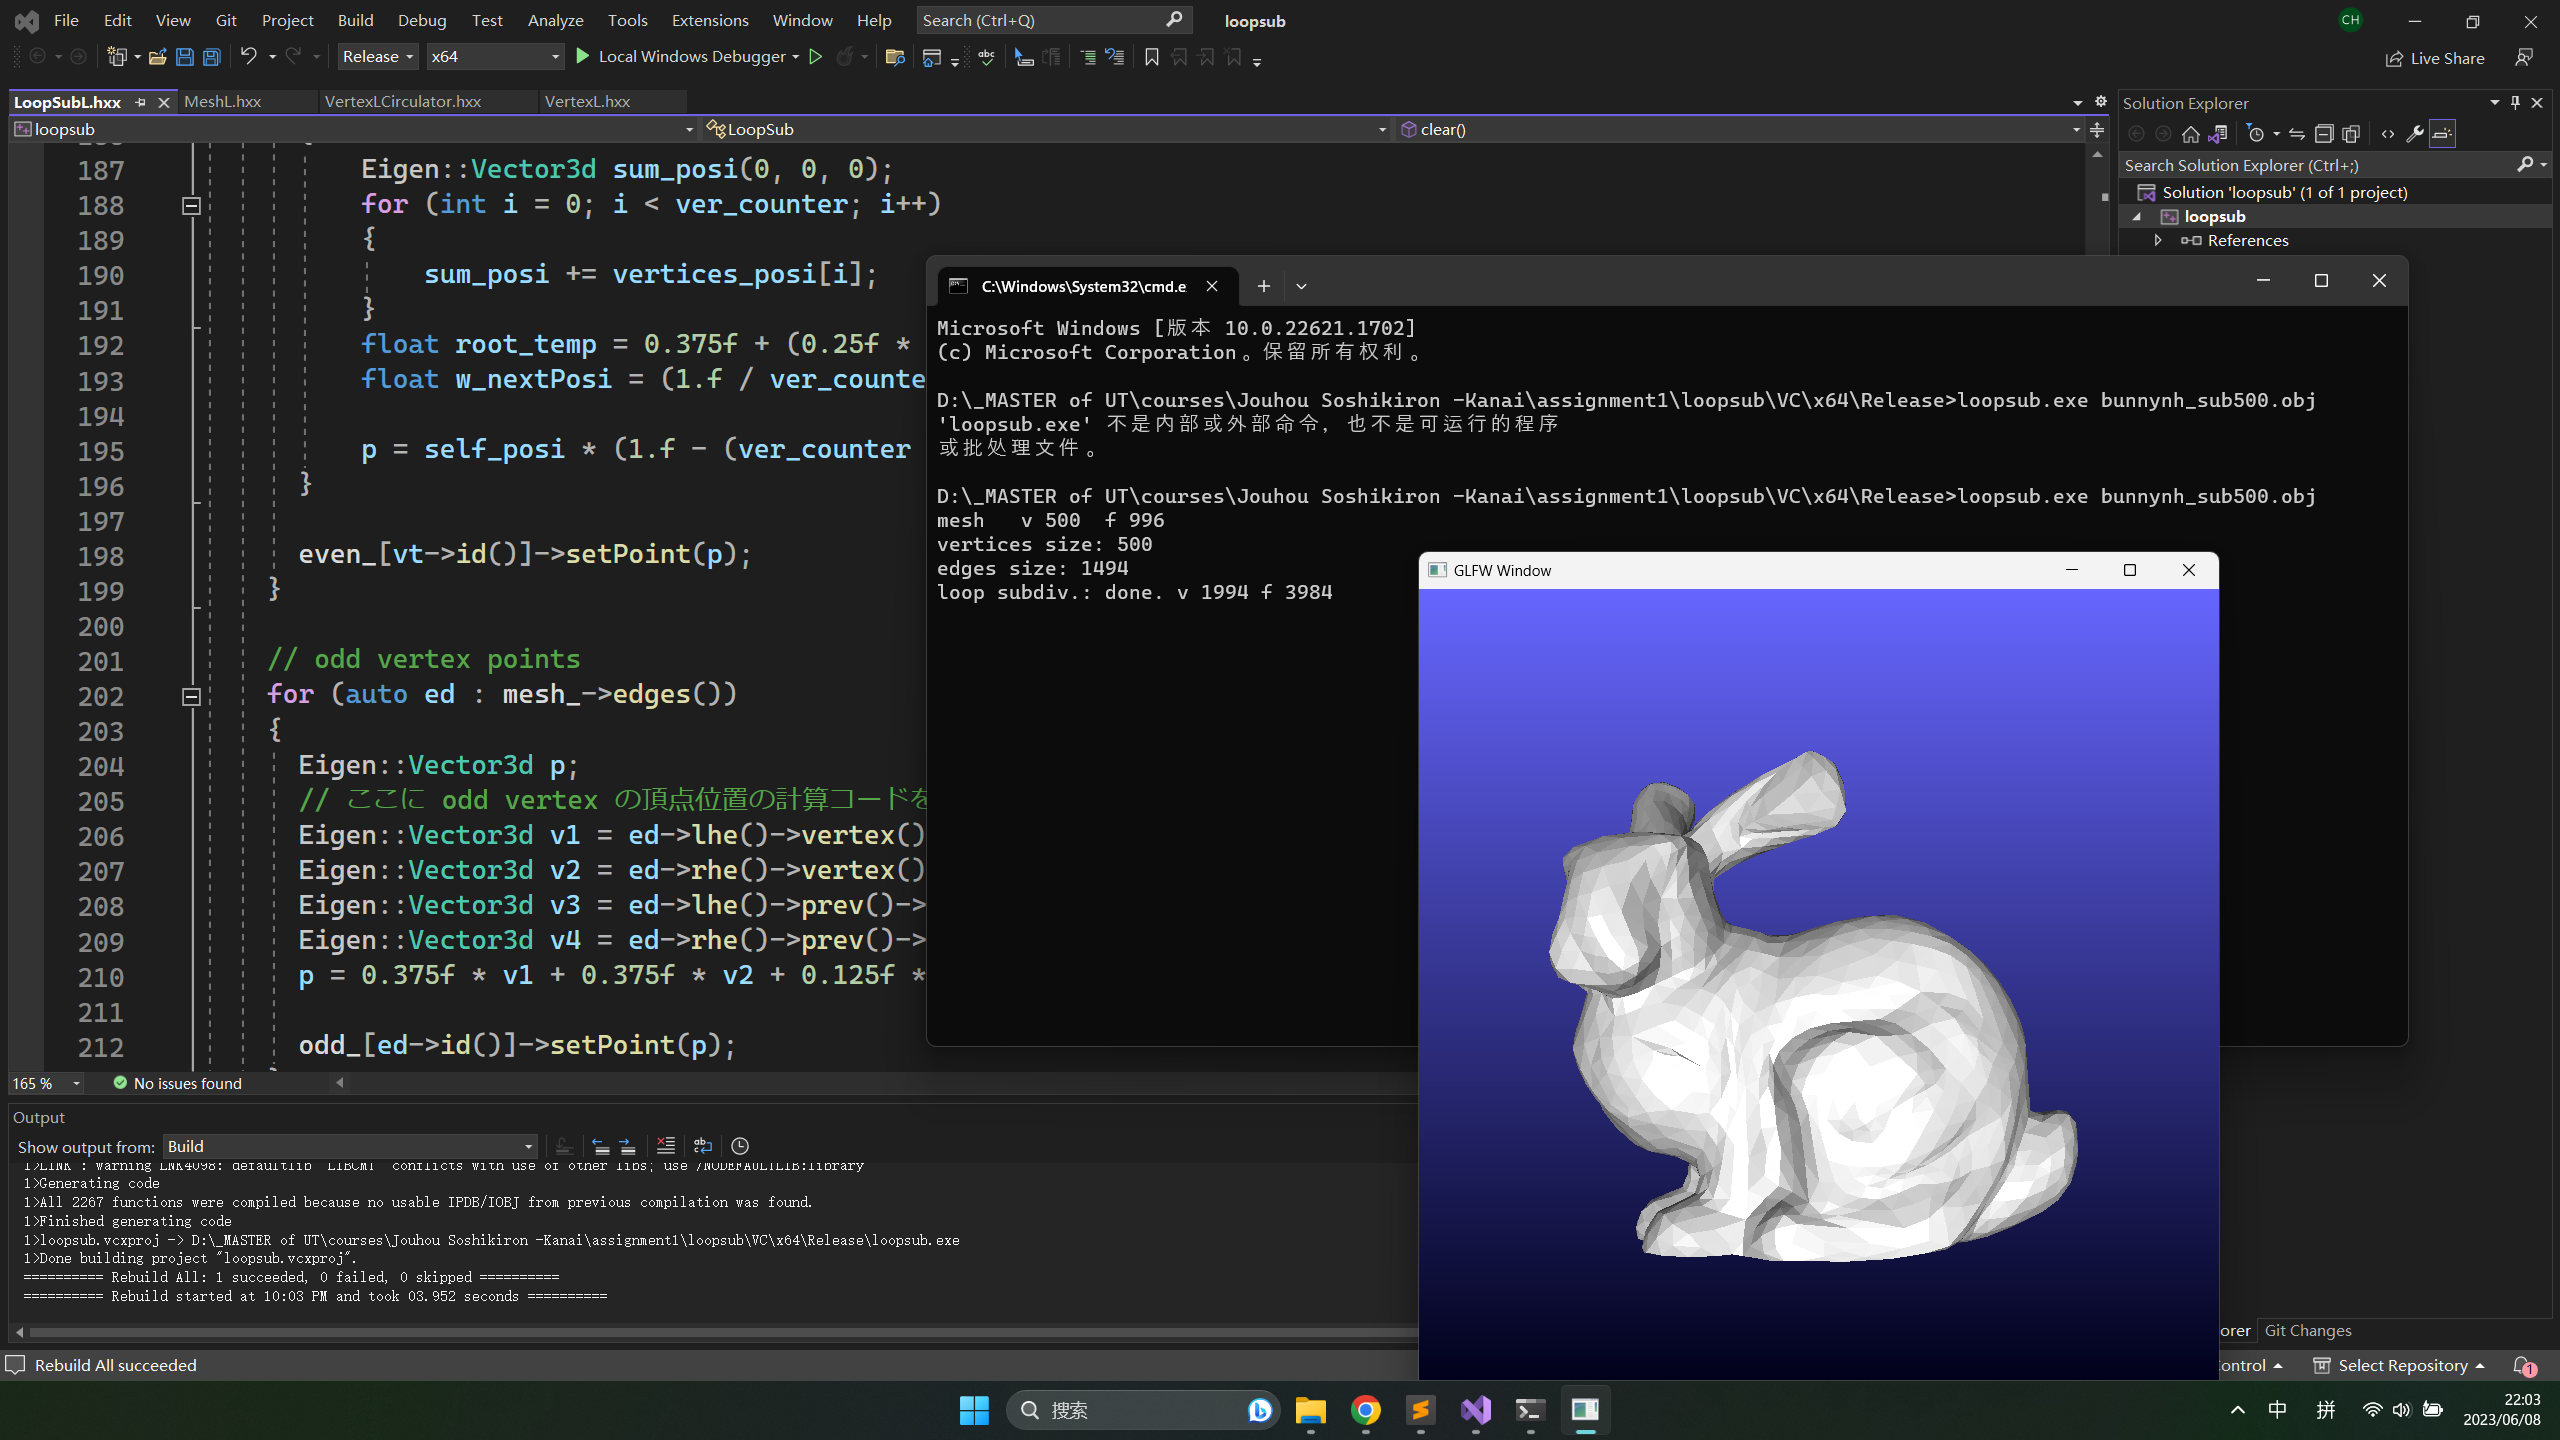 File Edit View Git Project Build Debug Test Analyze Tools Extensions Window Help Search (Ctrl+Q) loopsub CH
Release x64 Local Windows Debugger Live Share
LoopSubL.hxx MeshL.hxx VertexLCirculator.hxx VertexL.hxx
loopsub LoopSub clear()
187 Eigen::Vector3d sum_posi(0, 0, 0);
188 for (int i = 0; i < ver_counter; i++)
189 {
190 sum_posi += vertices_posi[i];
191 }
192 float root_temp = 0.375f + (0.25f *
193 float w_nextPosi = (1.f / ver_counte
194
195 p = self_posi * (1.f - (ver_counter
196 }
197
198 even_[vt->id()]->setPoint(p);
199 }
200
201 // odd vertex points
202 for (auto ed : mesh_->edges())
203 {
204 Eigen::Vector3d p;
205 // ここに odd vertex の頂点位置の計算コードを
206 Eigen::Vector3d v1 = ed->lhe()->vertex()
207 Eigen::Vector3d v2 = ed->rhe()->vertex()
208 Eigen::Vector3d v3 = ed->lhe()->prev()->
209 Eigen::Vector3d v4 = ed->rhe()->prev()->
210 p = 0.375f * v1 + 0.375f * v2 + 0.125f *
211
212 odd_[ed->id()]->setPoint(p);
165 % No issues found
Output
Show output from: Build
1>LINK : warning LNK4098: defaultlib 'LIBCMT' conflicts with use of other libs; use /NODEFAULTLIB:library
1>Generating code
1>All 2267 functions were compiled because no usable IPDB/IOBJ from previous compilation was found.
1>Finished generating code
1>loopsub.vcxproj -> D:\_MASTER of UT\courses\Jouhou Soshikiron -Kanai\assignment1\loopsub\VC\x64\Release\loopsub.exe
1>Done building project "loopsub.vcxproj".
========== Rebuild All: 1 succeeded, 0 failed, 0 skipped ==========
========== Rebuild started at 10:03 PM and took 03.952 seconds ==========
C:\Windows\System32\cmd.e
Microsoft Windows [版本 10.0.22621.1702]
(c) Microsoft Corporation。保留所有权利。
D:\_MASTER of UT\courses\Jouhou Soshikiron -Kanai\assignment1\loopsub\VC\x64\Release>loopsub.exe bunnynh_sub500.obj
'loopsub.exe' 不是内部或外部命令，也不是可运行的程序
或批处理文件。
D:\_MASTER of UT\courses\Jouhou Soshikiron -Kanai\assignment1\loopsub\VC\x64\Release>loopsub.exe bunnynh_sub500.obj
mesh v 500 f 996
vertices size: 500
edges size: 1494
loop subdiv.: done. v 1994 f 3984
GLFW Window
Solution Explorer
Search Solution Explorer (Ctrl+;)
Solution 'loopsub' (1 of 1 project)
loopsub
References
orer Git Changes
Rebuild All succeeded ontrol Select Repository 1
搜索 中 拼 22:03
2023/06/08